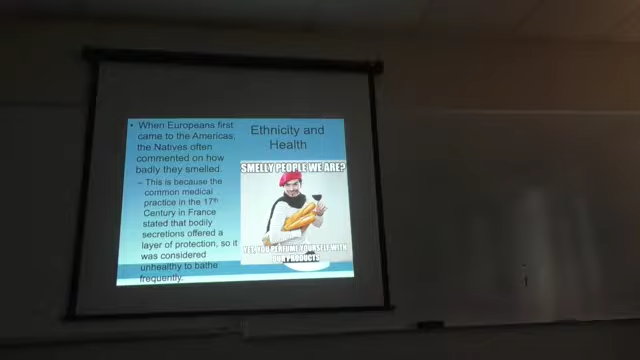 • When Europeans first
came to the Americas,
the Natives often
commented on how
badly they smelled.
– This is because the
common medical
practice in the 17th
Century in France
stated that bodily
secretions offered a
layer of protection, so it
was considered
unhealthy to bathe
frequently.
Ethnicity and
Health
SMELLY PEOPLE WE ARE?
YET YOU PERFUME YOURSELF WITH
OUR PRODUCTS